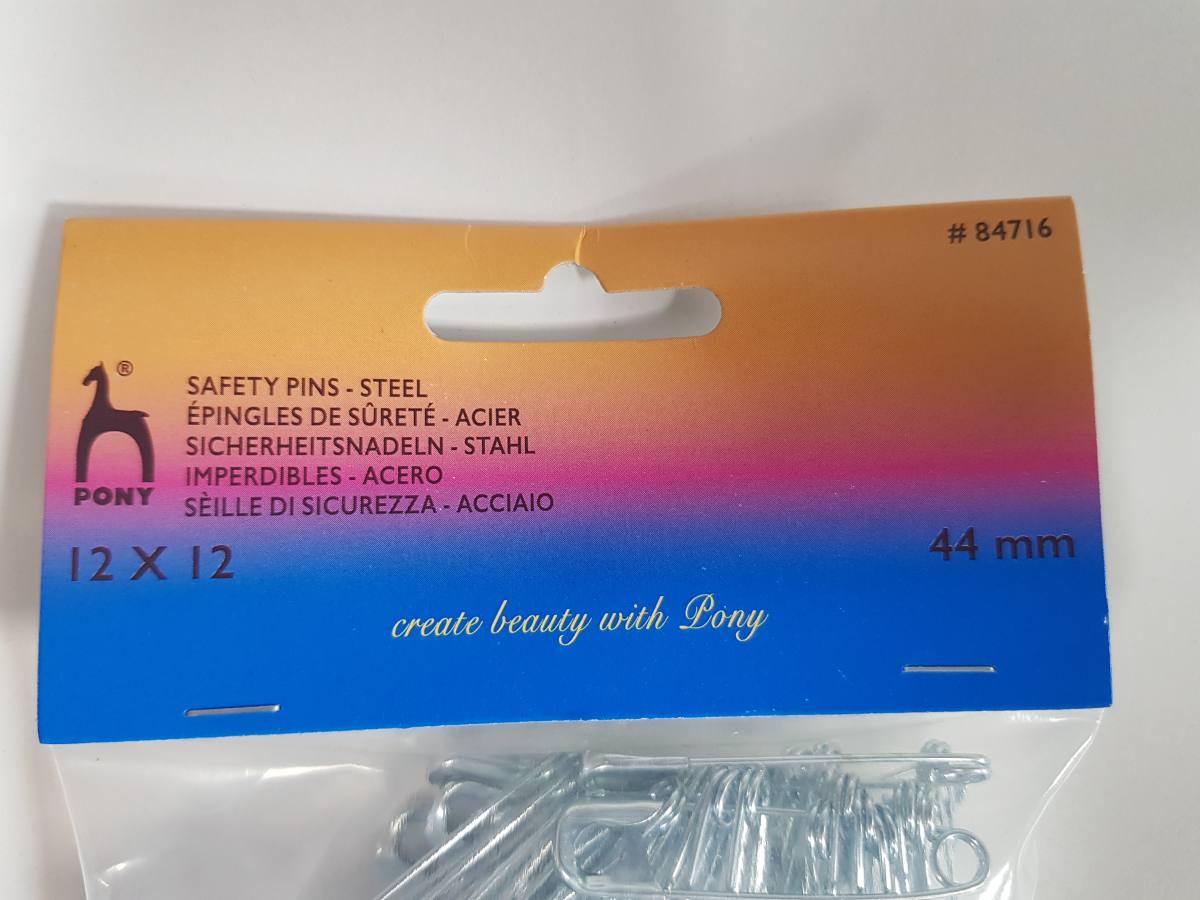 # 84716
®
SAFETY PINS - STEEL
ÉPINGLES DE SÛRETÉ - ACIER
SICHERHEITSNADELN - STAHL
IMPERDIBLES - ACERO
SÈILLE DI SICUREZZA - ACCIAIO
PONY
12 X 12
44 mm
create beauty with Pony